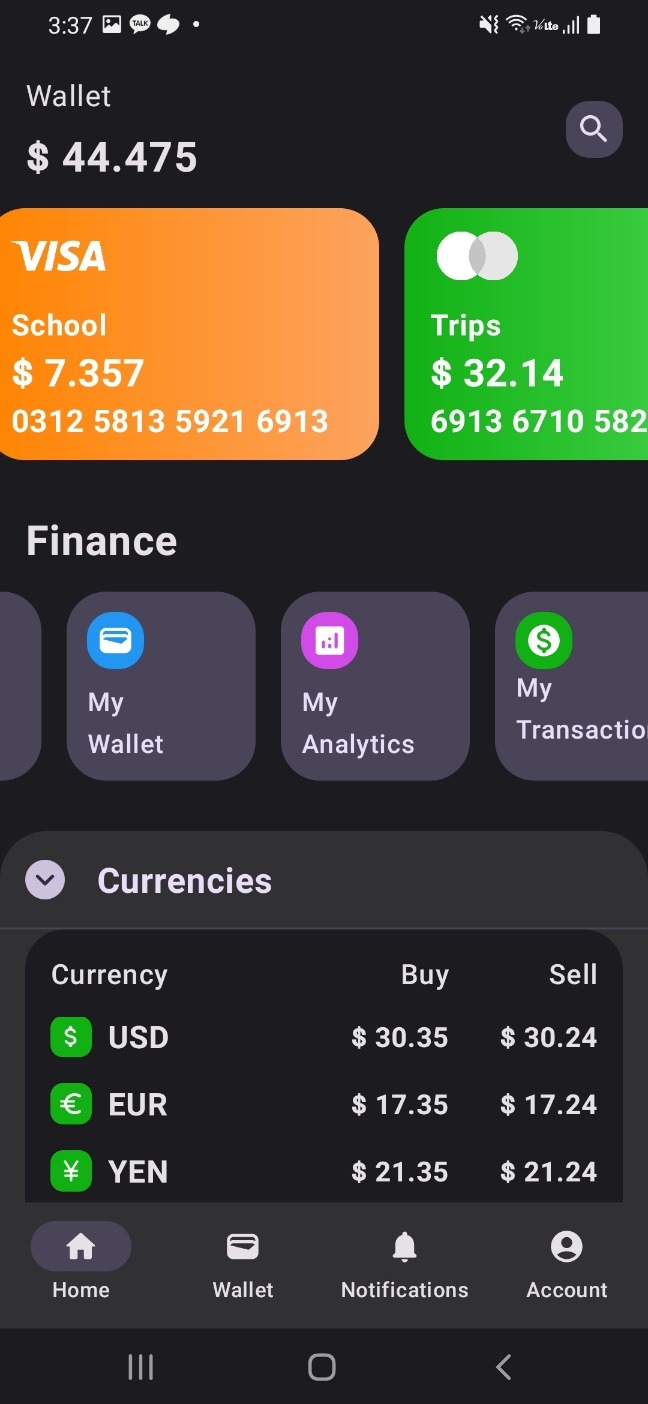 3:37 TALK VoLte
Wallet
$ 44.475
VISA
School
$ 7.357
0312 5813 5921 6913
Trips
$ 32.14
6913 6710 582
Finance
My
Wallet
My
Analytics
$
My
Transaction
Currencies
Currency Buy Sell
$ USD $ 30.35 $ 30.24
€ EUR $ 17.35 $ 17.24
¥ YEN $ 21.35 $ 21.24
Home Wallet Notifications Account